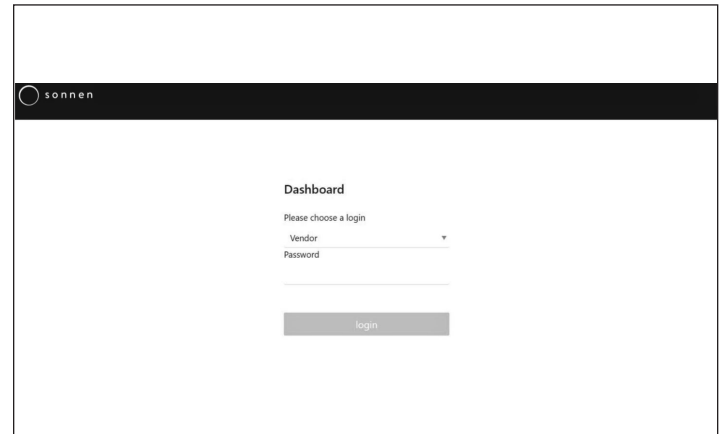 sonnen
Dashboard
Please choose a login
Vendor
Password
login